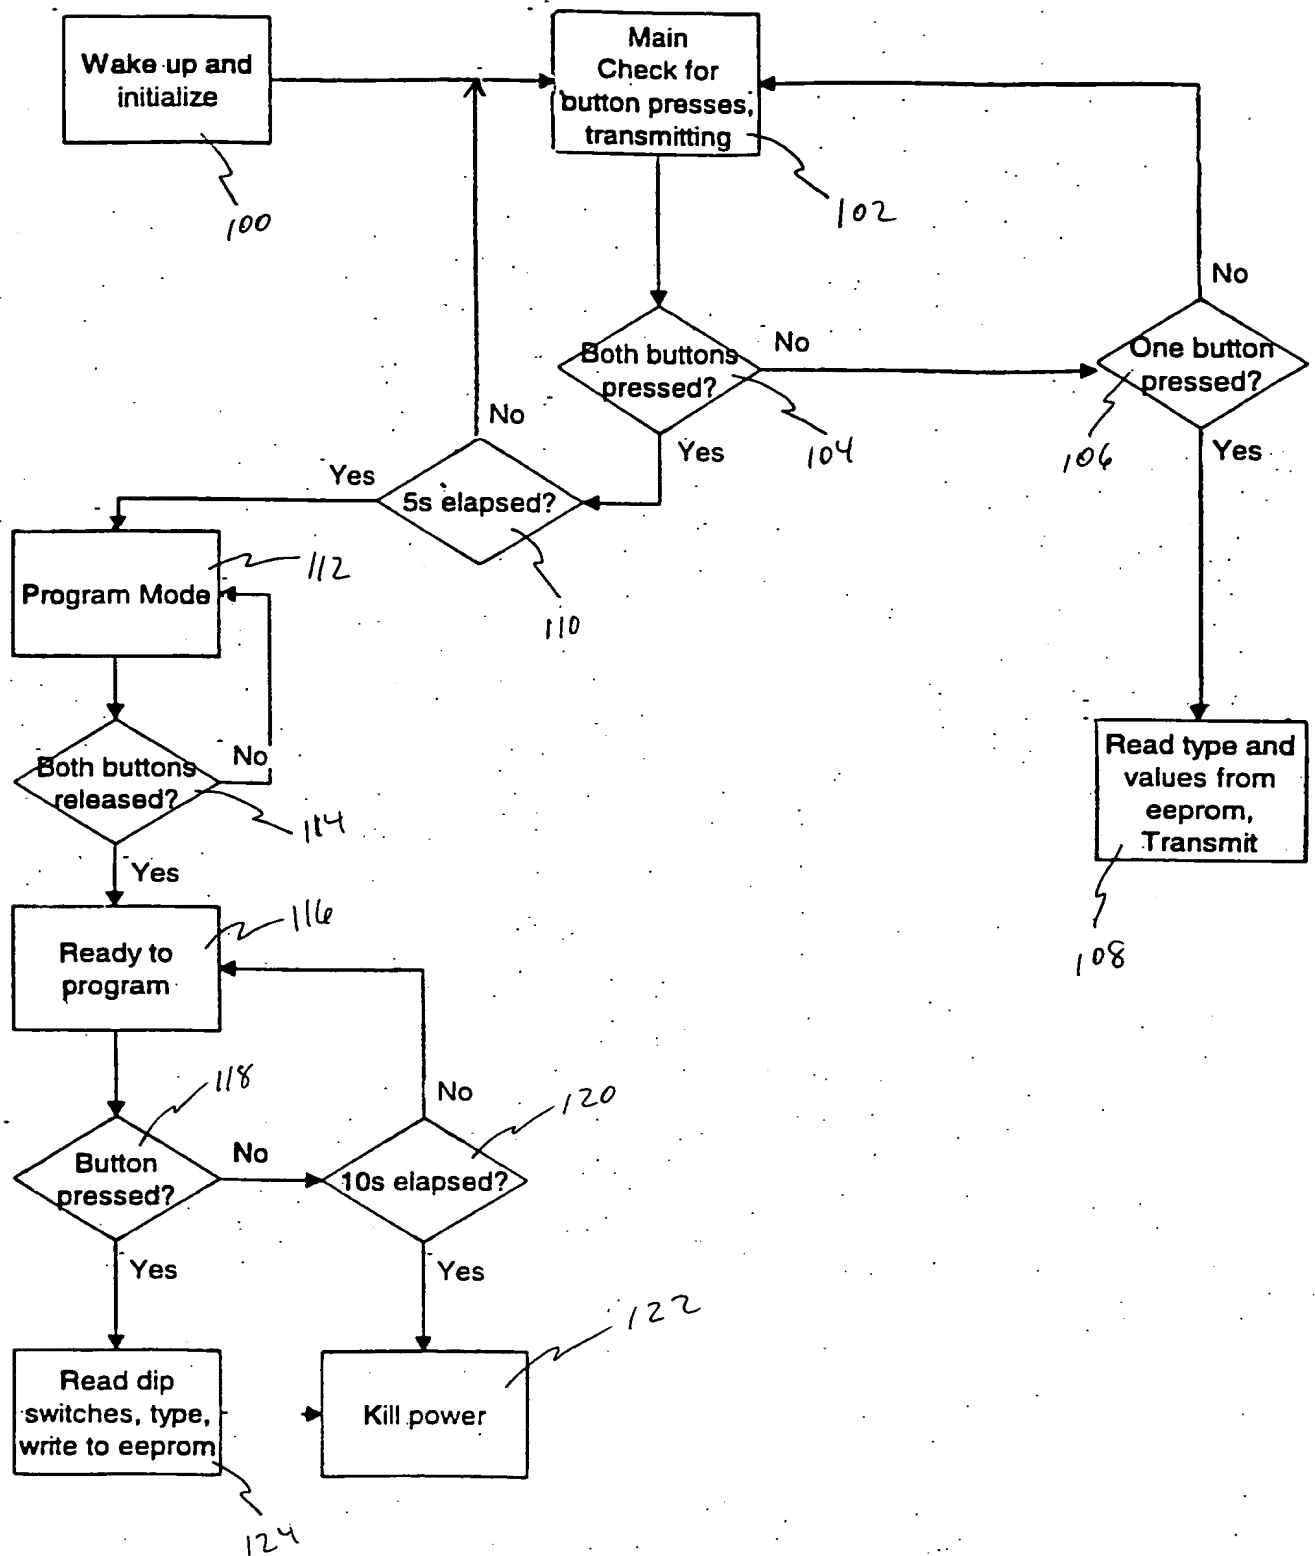 Wake up and
initialize
100
Main
Check for
button presses,
transmitting
102
Both buttons
pressed?
104
No
Yes
One button
pressed?
106
No
Yes
Read type and
values from
eeprom,
Transmit
108
5s elapsed?
110
No
Yes
Program Mode
112
Both buttons
released?
114
No
Yes
Ready to
program
116
Button
pressed?
118
No
Yes
10s elapsed?
120
No
Yes
Kill power
122
Read dip
switches, type,
write to eeprom
124